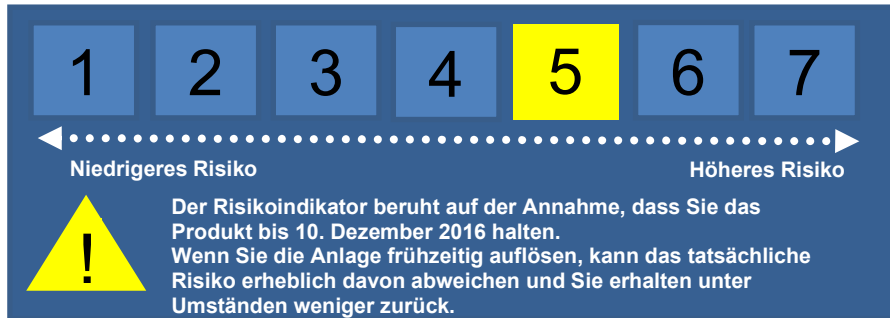 1 2 3 4 5 6 7
Niedrigeres Risiko Höheres Risiko
!
Der Risikoindikator beruht auf der Annahme, dass Sie das
Produkt bis 10. Dezember 2016 halten.
Wenn Sie die Anlage frühzeitig auflösen, kann das tatsächliche
Risiko erheblich davon abweichen und Sie erhalten unter
Umständen weniger zurück.